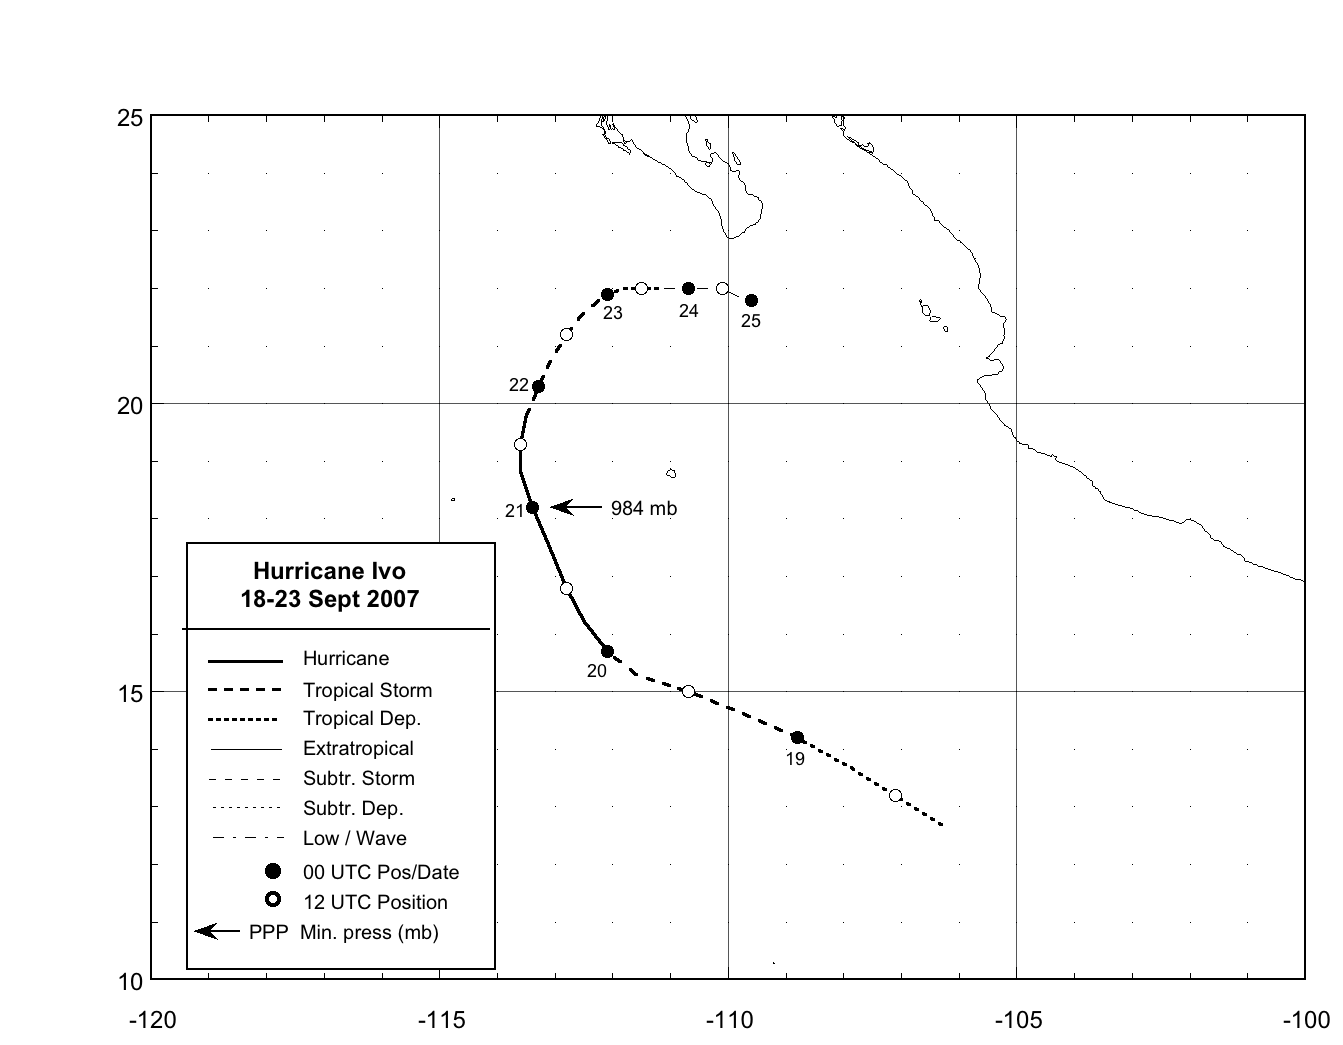 25
23
24
25
22
20
21
984 mb
Hurricane Ivo
18-23 Sept 2007
Hurricane
20
Tropical Storm
15
Tropical Dep.
Extratropical
19
Subtr. Storm
Subtr. Dep.
Low / Wave
00 UTC Pos/Date
12 UTC Position
PPP Min. press (mb)
10
-120 -115 -110 -105 -100